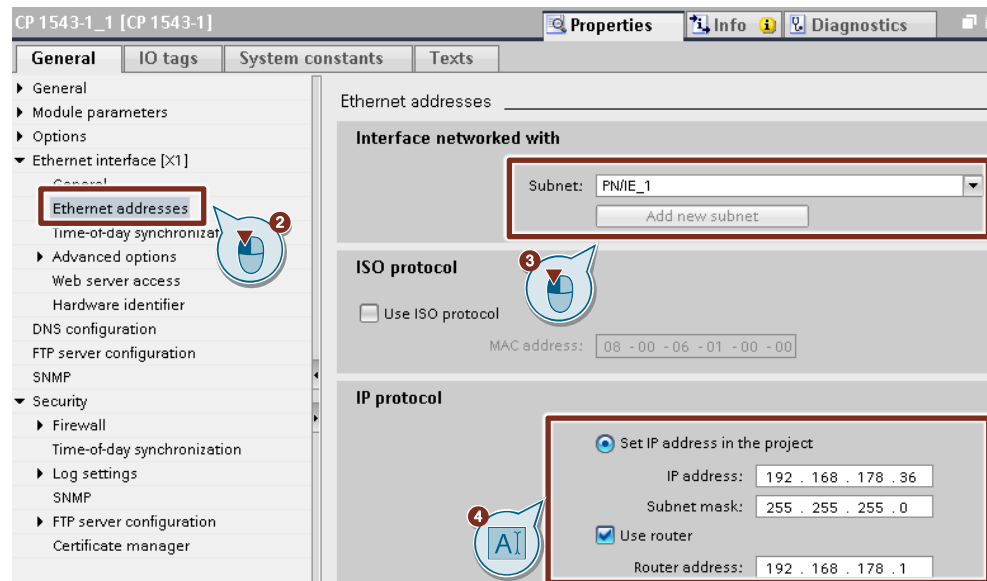 CP 1543-1_1 [CP 1543-1]
Properties
Info
Diagnostics
General
IO tags
System constants
Texts
General
Module parameters
Options
Ethernet interface [X1]
General
Ethernet addresses
Time-of-day synchronizat
Advanced options
Web server access
Hardware identifier
DNS configuration
FTP server configuration
SNMP
Security
Firewall
Time-of-day synchronization
Log settings
SNMP
FTP server configuration
Certificate manager
2
Ethernet addresses
Interface networked with
Subnet: PN/IE_1
Add new subnet
3
ISO protocol
Use ISO protocol
MAC address: 08 - 00 - 06 - 01 - 00 - 00
IP protocol
4
AI
Set IP address in the project
IP address: 192 . 168 . 178 . 36
Subnet mask: 255 . 255 . 255 . 0
Use router
Router address: 192 . 168 . 178 . 1